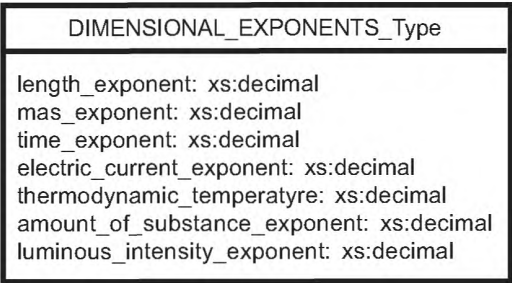 DIMENSIONAL_EXPONENTS_Type
length_exponent: xs:decimal
mas_exponent: xs:decimal
time_exponent: xs:decimal
electric_current_exponent: xs:decimal
thermodynamic_temperatyre: xs:decimal
amount_of_substance_exponent: xs:decimal
luminous_intensity_exponent: xs:decimal